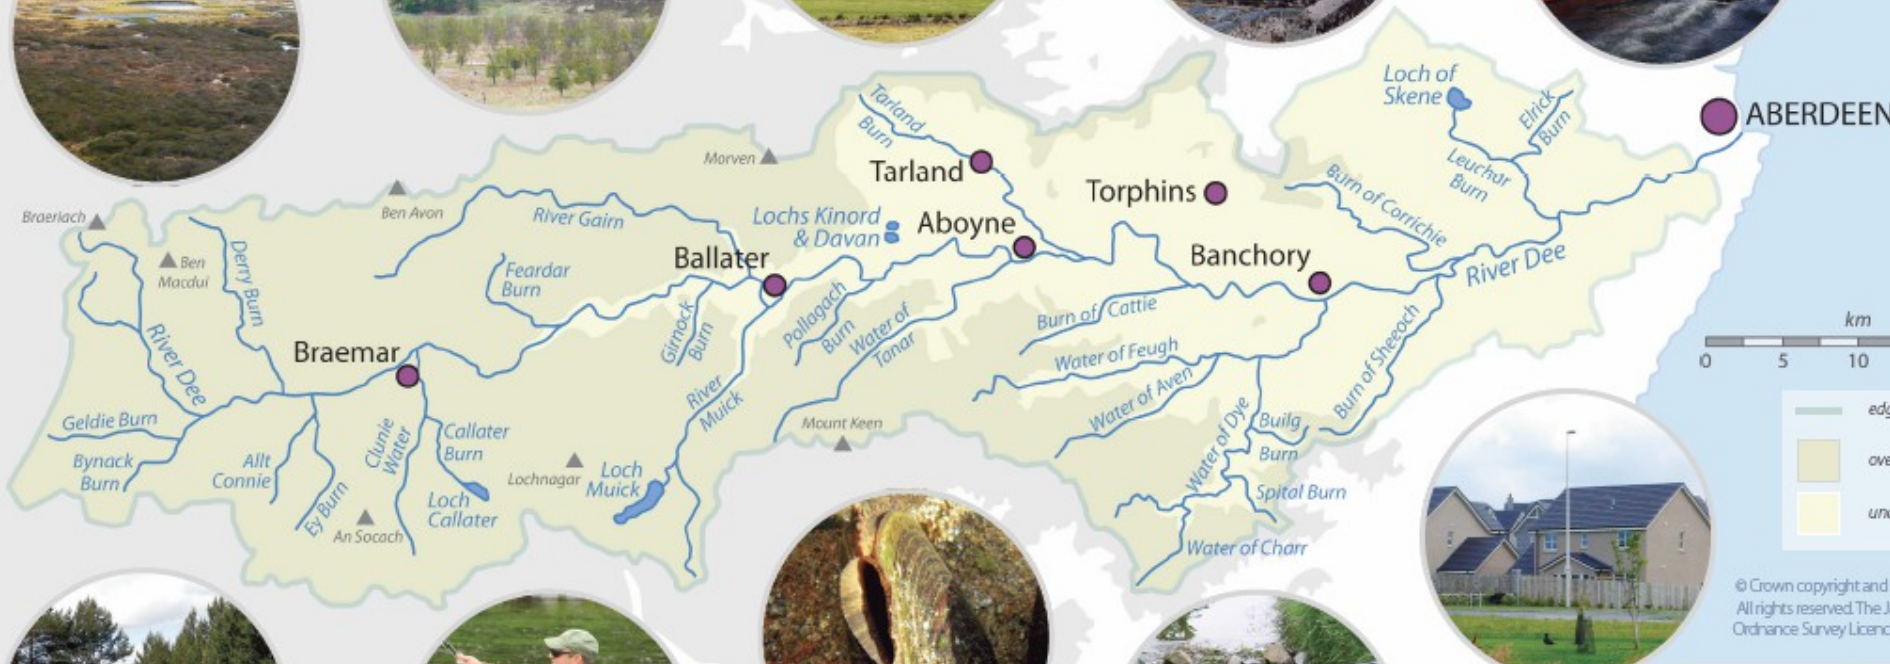 Loch of
Skene
Elrick
Burn
ABERDEEN
Tarland
Burn
Leuchar
Burn
Morven
Tarland
Torphins
Burn of Corrichie
Braeriach
Ben Avon
River Gairn
Lochs Kinord
& Davan
Aboyne
Ballater
Banchory
River Dee
Ben
Macdui
Derry Burn
Feardar
Burn
Girnock
Burn
Pollagach
Burn
Water of
Tanar
Burn of Cattie
Water of Feugh
Water of Aven
Burn of Sheeoch
km
0
5
10
River Dee
Braemar
River
Muick
Mount Keen
Geldie Burn
Bynack
Burn
Allt
Connie
Ey Burn
Clunie
Water
Callater
Burn
Loch
Callater
An Socach
Lochnagar
Loch
Muick
Water of Dye
Builg
Burn
Spital Burn
Water of Charr
edg
ove
und
© Crown copyright and
All rights reserved. The J
Ordnance Survey Licenc